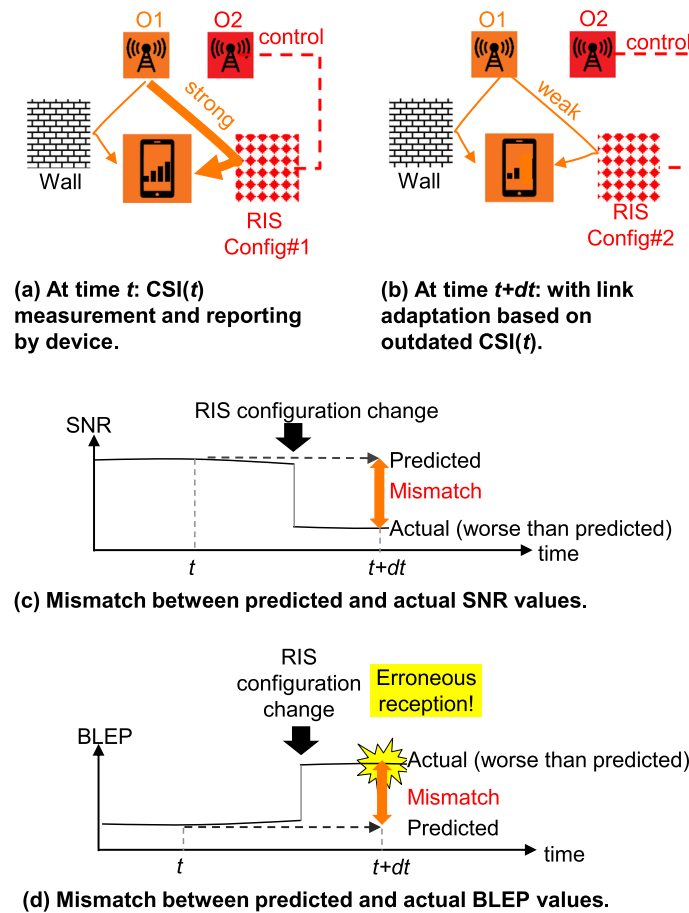 O1 O2
control
strong
Wall
RIS
Config#1
(a) At time t: CSI(t)
measurement and reporting
by device.
O1 O2
control
weak
Wall
RIS
Config#2
(b) At time t+dt: with link
adaptation based on
outdated CSI(t).
RIS configuration change
SNR
Predicted
Mismatch
Actual (worse than predicted)
time
t t+dt
(c) Mismatch between predicted and actual SNR values.
RIS
configuration
change
Erroneous
reception!
BLEP
Actual (worse than predicted)
Mismatch
Predicted
time
t t+dt
(d) Mismatch between predicted and actual BLEP values.